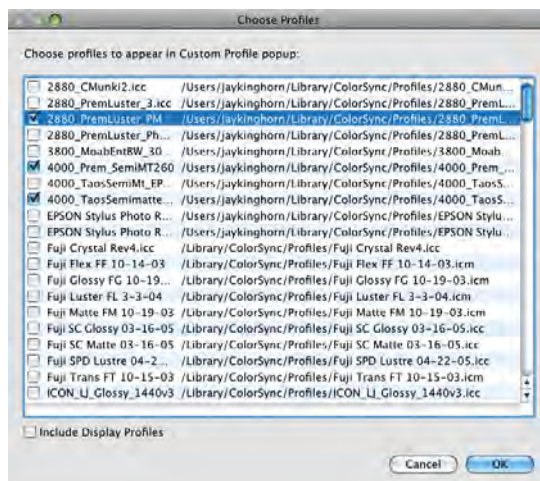 Choose Profiles
Choose profiles to appear in Custom Profile popup:
2880_CMunki2.icc /Users/jaykinghorn/Library/ColorSync/Profiles/2880_CMun...
2880_PremLuster_3.icc /Users/jaykinghorn/Library/ColorSync/Profiles/2880_PremL...
2880_PremLuster_PM /Users/jaykinghorn/Library/ColorSync/Profiles/2880_PremL...
2880_PremLuster_Ph... /Users/jaykinghorn/Library/ColorSync/Profiles/2880_PremL...
3800_MoabEntBW_30... /Users/jaykinghorn/Library/ColorSync/Profiles/3800_Moab...
4000_Prem_SemiMT260 /Users/jaykinghorn/Library/ColorSync/Profiles/4000_Prem_...
4000_TaosSemiMt_EP... /Users/jaykinghorn/Library/ColorSync/Profiles/4000_TaosS...
4000_TaosSemimatte... /Users/jaykinghorn/Library/ColorSync/Profiles/4000_TaosS...
EPSON Stylus Photo R... /Users/jaykinghorn/Library/ColorSync/Profiles/EPSON Stylu...
EPSON Stylus Photo R... /Users/jaykinghorn/Library/ColorSync/Profiles/EPSON Stylu...
Fuji Crystal Rev4.icc /Library/ColorSync/Profiles/Fuji Crystal Rev4.icc
Fuji Flex FF 10-14-03 /Library/ColorSync/Profiles/Fuji Flex FF 10-14-03.icm
Fuji Glossy FG 10-19... /Library/ColorSync/Profiles/Fuji Glossy FG 10-19-03.icm
Fuji Luster FL 3-3-04 /Library/ColorSync/Profiles/Fuji Luster FL 3-3-04.icm
Fuji Matte FM 10-19-03 /Library/ColorSync/Profiles/Fuji Matte FM 10-19-03.icm
Fuji SC Glossy 03-16-05 /Library/ColorSync/Profiles/Fuji SC Glossy 03-16-05.icc
Fuji SC Matte 03-16-05 /Library/ColorSync/Profiles/Fuji SC Matte 03-16-05.icc
Fuji SPD Lustre 04-2... /Library/ColorSync/Profiles/Fuji SPD Lustre 04-22-05.icc
Fuji Trans FT 10-15-03 /Library/ColorSync/Profiles/Fuji Trans FT 10-15-03.icm
ICON_LJ_Glossy_1440v3 /Library/ColorSync/Profiles/ICON_LJ_Glossy_1440v3.icc
Include Display Profiles
Cancel OK